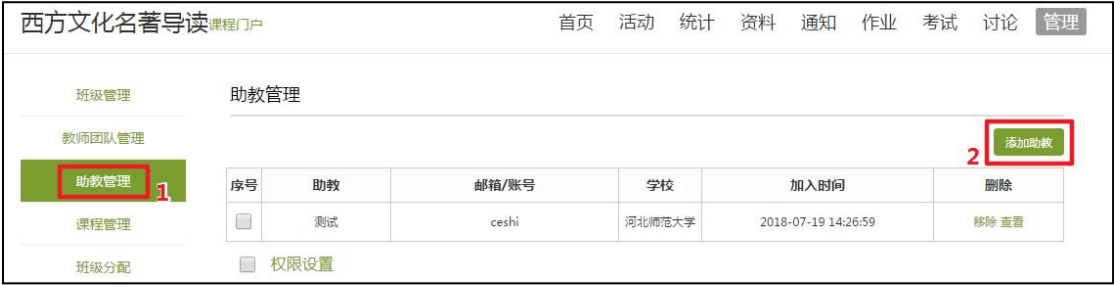 西方文化名著导读课程门户 首页 活动 统计 资料 通知 作业 考试 讨论 管理
班级管理
教师团队管理
助教管理 1
课程管理
班级分配
助教管理
2 添加助教
序号 助教 邮箱/账号 学校 加入时间 删除
测试 ceshi 河北师范大学 2018-07-19 14:26:59 移除 查看
权限设置